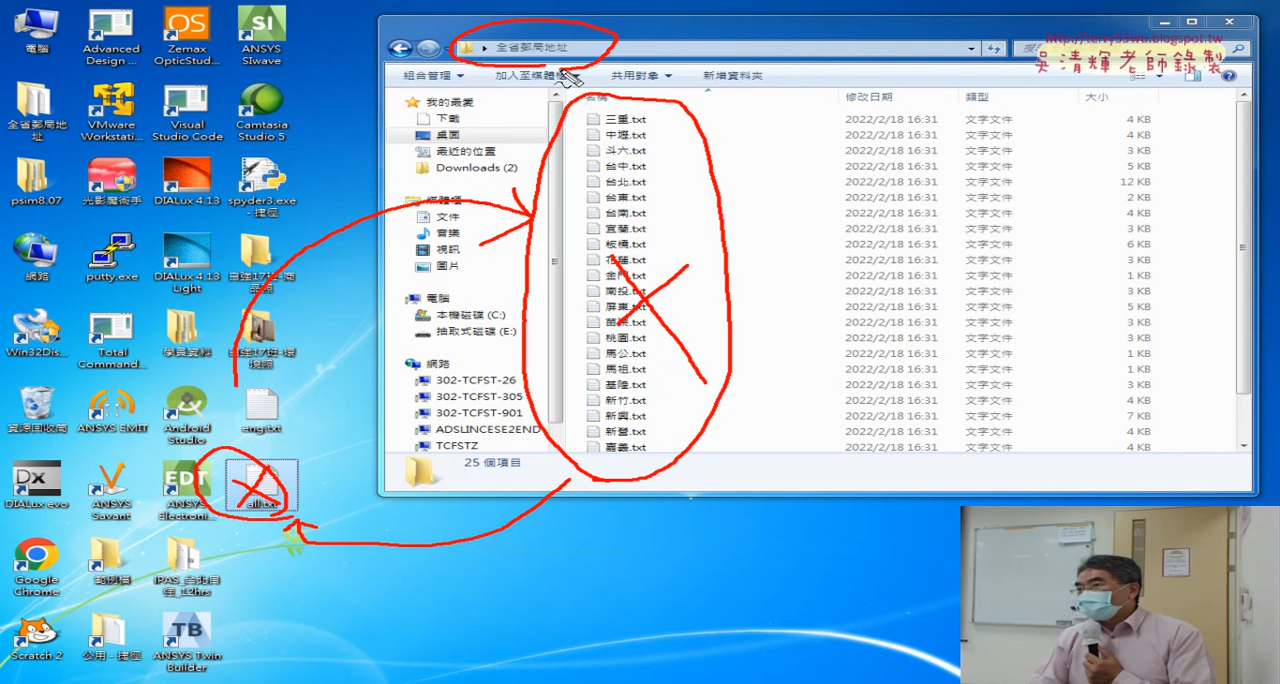 電腦
Advanced Design ...
Zemax OpticStud...
ANSYS SIwave
全省郵局地址
VMware Workstati...
Visual Studio Code
Camtasia Studio 5
psim8.07
光影魔術手
DIALux 4.13
spyder3.exe - 捷徑
網路
putty.exe
DIALux 4.13 Light
Win32Dis...
Total Command...
學員資料
資源回收筒
ANSYS EMIT
Android Studio
eng.txt
DIALux evo
ANSYS Savant
EDT
ANSYS Electroni...
all.txt
Google Chrome
範例檔
iPAS_台北自強_12hrs
Scratch 2
公用 - 捷徑
ANSYS Twin Builder
全省郵局地址
http://terry55wu.blogspot.tw
吳清輝老師錄製
組合管理
加入至媒體櫃
共用對象
新增資料夾
我的最愛
下載
桌面
最近的位置
Downloads (2)
媒體櫃
文件
音樂
視訊
圖片
電腦
本機磁碟 (C:)
抽取式磁碟 (E:)
網路
302-TCFST-26
302-TCFST-305
302-TCFST-901
ADSLINCESE2END
TCFSTZ
名稱 修改日期 類型 大小
三重.txt 2022/2/18 16:31 文字文件 4 KB
中壢.txt 2022/2/18 16:31 文字文件 4 KB
斗六.txt 2022/2/18 16:31 文字文件 3 KB
台中.txt 2022/2/18 16:31 文字文件 5 KB
台北.txt 2022/2/18 16:31 文字文件 12 KB
台東.txt 2022/2/18 16:31 文字文件 2 KB
台南.txt 2022/2/18 16:31 文字文件 4 KB
宜蘭.txt 2022/2/18 16:31 文字文件 3 KB
板橋.txt 2022/2/18 16:31 文字文件 6 KB
花蓮.txt 2022/2/18 16:31 文字文件 3 KB
金門.txt 2022/2/18 16:31 文字文件 1 KB
南投.txt 2022/2/18 16:31 文字文件 3 KB
屏東.txt 2022/2/18 16:31 文字文件 5 KB
苗栗.txt 2022/2/18 16:31 文字文件 3 KB
桃園.txt 2022/2/18 16:31 文字文件 3 KB
馬公.txt 2022/2/18 16:31 文字文件 1 KB
馬祖.txt 2022/2/18 16:31 文字文件 1 KB
基隆.txt 2022/2/18 16:31 文字文件 3 KB
新竹.txt 2022/2/18 16:31 文字文件 4 KB
新興.txt 2022/2/18 16:31 文字文件 7 KB
新營.txt 2022/2/18 16:31 文字文件 4 KB
嘉義.txt 2022/2/18 16:31 文字文件 4 KB
25 個項目